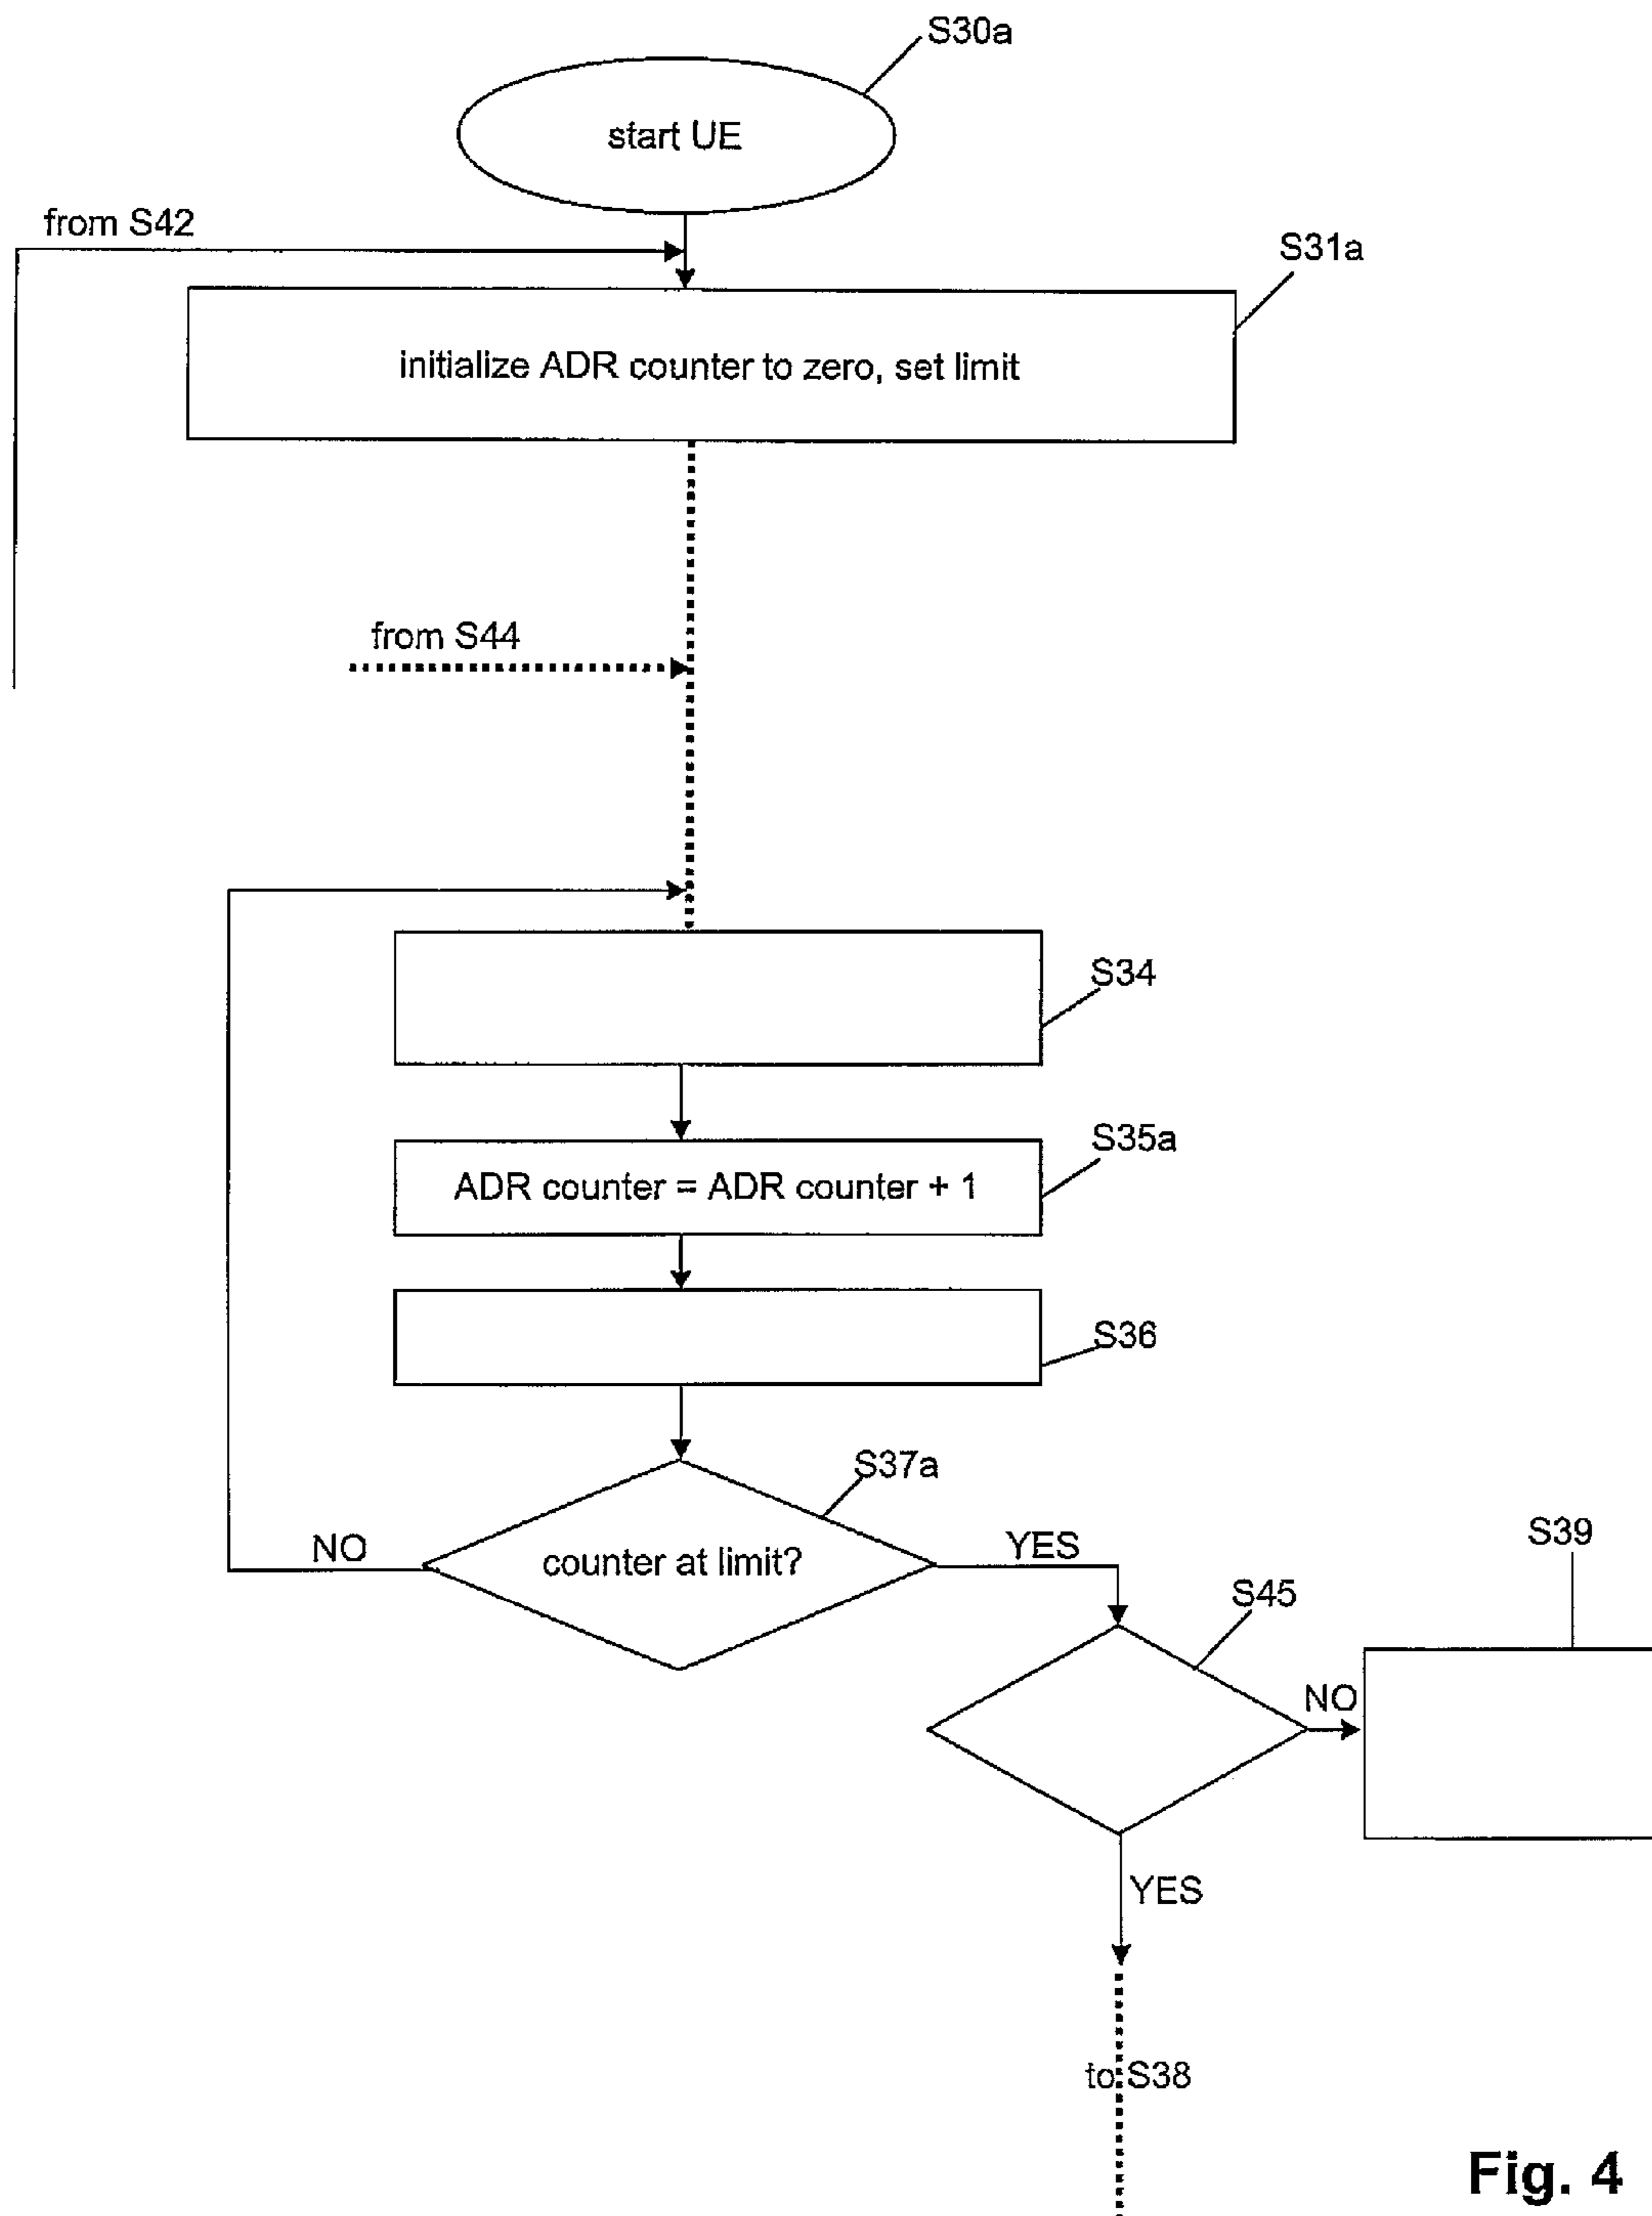 S30a
start UE
from S42
S31a
initialize ADR counter to zero, set limit
from S44
S34
S35a
ADR counter = ADR counter + 1
S36
S37a
counter at limit?
NO
YES
S39
S45
NO
YES
to S38
Fig. 4